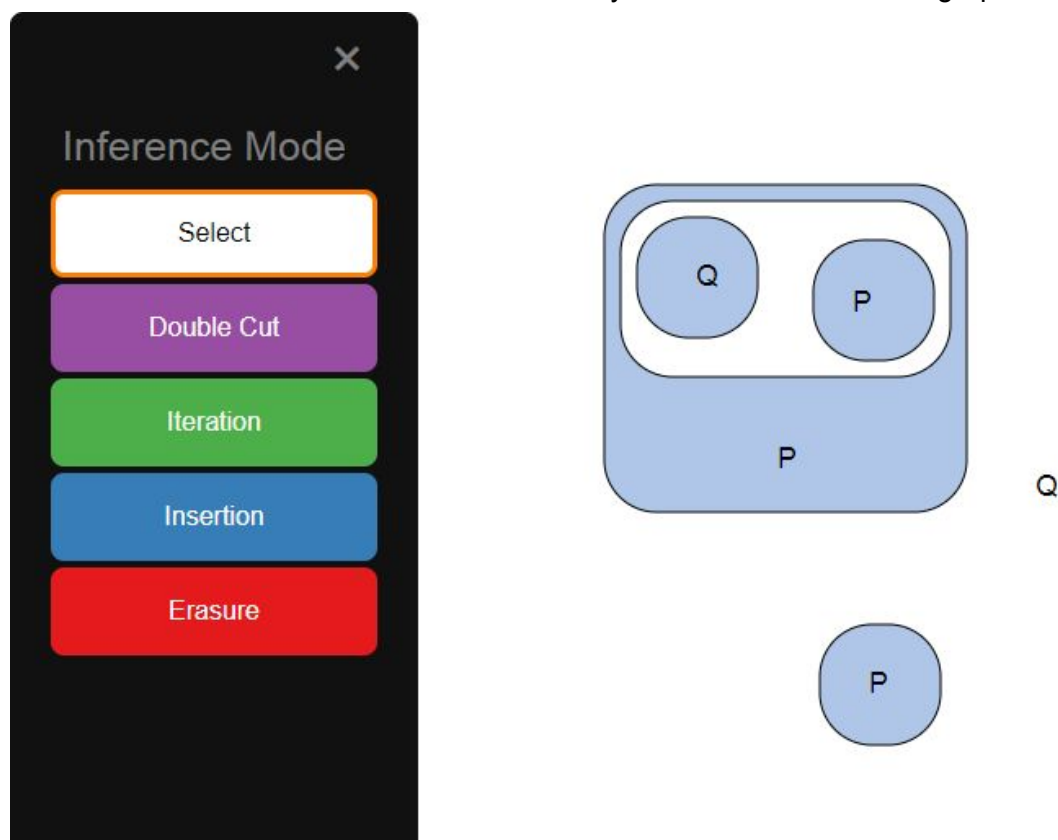 ×
Inference Mode
Select
Double Cut
Iteration
Insertion
Erasure
Q
P
P
Q
P